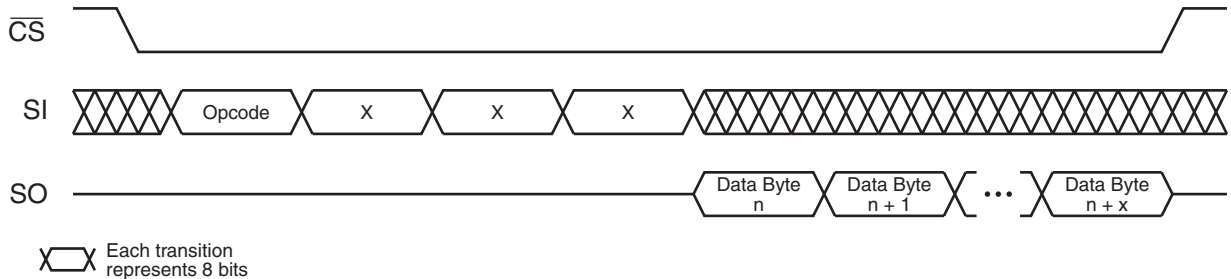 CS
SI
Opcode
X
X
X
SO
Data Byte
n
Data Byte
n + 1
•••
Data Byte
n + x
Each transition
represents 8 bits